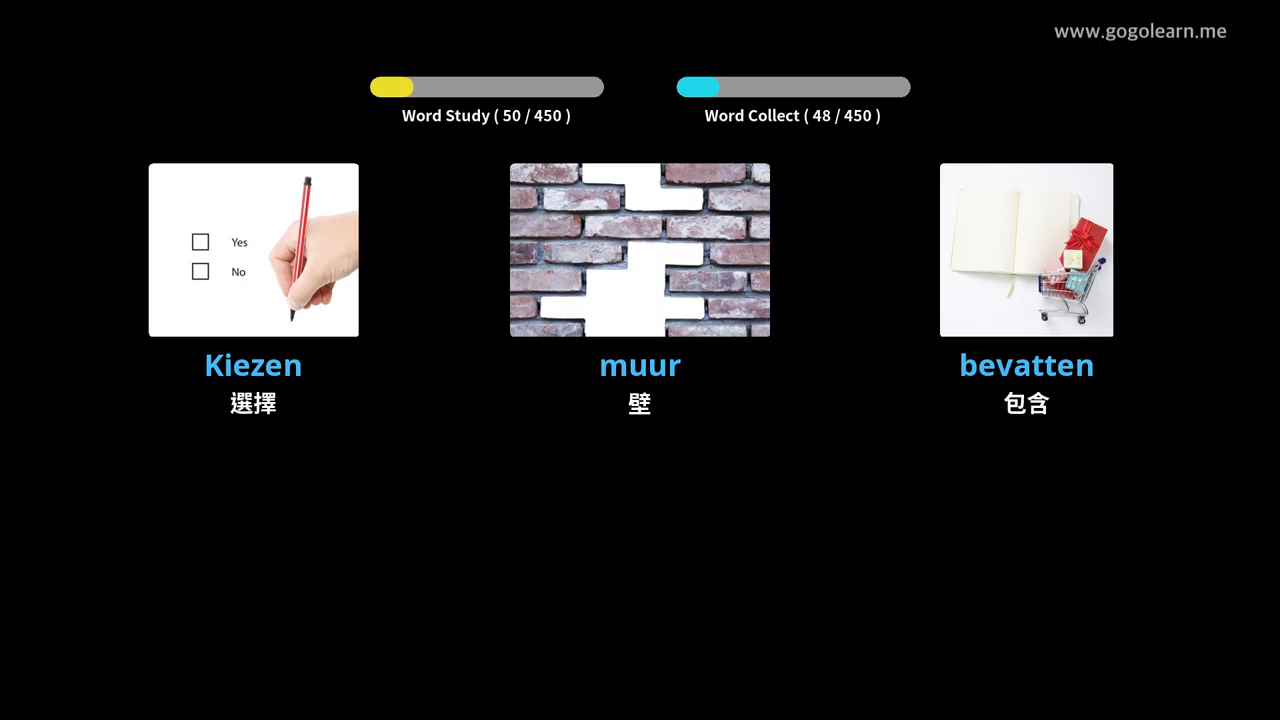 www.gogolearn.me
Word Study ( 50 / 450 )
Word Collect ( 48 / 450 )
Yes
No
Kiezen
muur
bevatten
選擇
壁
包含